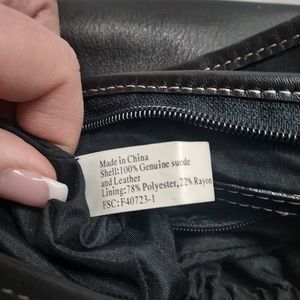 Made in China
Shell:100% Genuine suede
and Leather
Lining:78% Polyester,22% Rayon
FSC:F40723-1